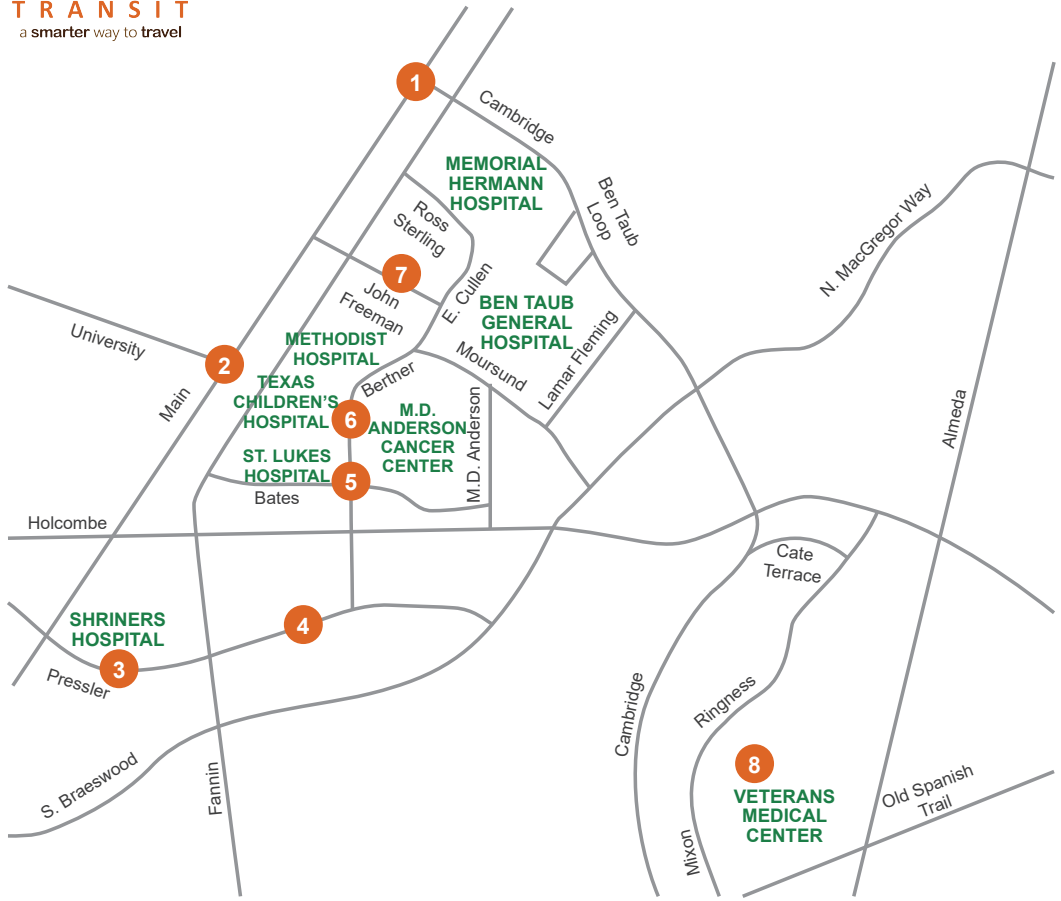 TRANSIT
a smarter way to travel
1
Cambridge
MEMORIAL
HERMANN
HOSPITAL
Ben Taub
Loop
Ross
Sterling
N. MacGregor Way
7
John
Freeman
E. Cullen
BEN TAUB
GENERAL
HOSPITAL
University
2
METHODIST
HOSPITAL
Moursund
Lamar Fleming
Main
TEXAS
CHILDREN'S
HOSPITAL
Bertner
6
M.D.
ANDERSON
CANCER
CENTER
M.D. Anderson
Almeda
ST. LUKES
HOSPITAL
5
Bates
Holcombe
Cate
Terrace
SHRINERS
HOSPITAL
4
3
Pressler
Cambridge
Ringness
S. Braeswood
Fannin
8
VETERANS
MEDICAL
CENTER
Old Spanish
Trail
Mixon